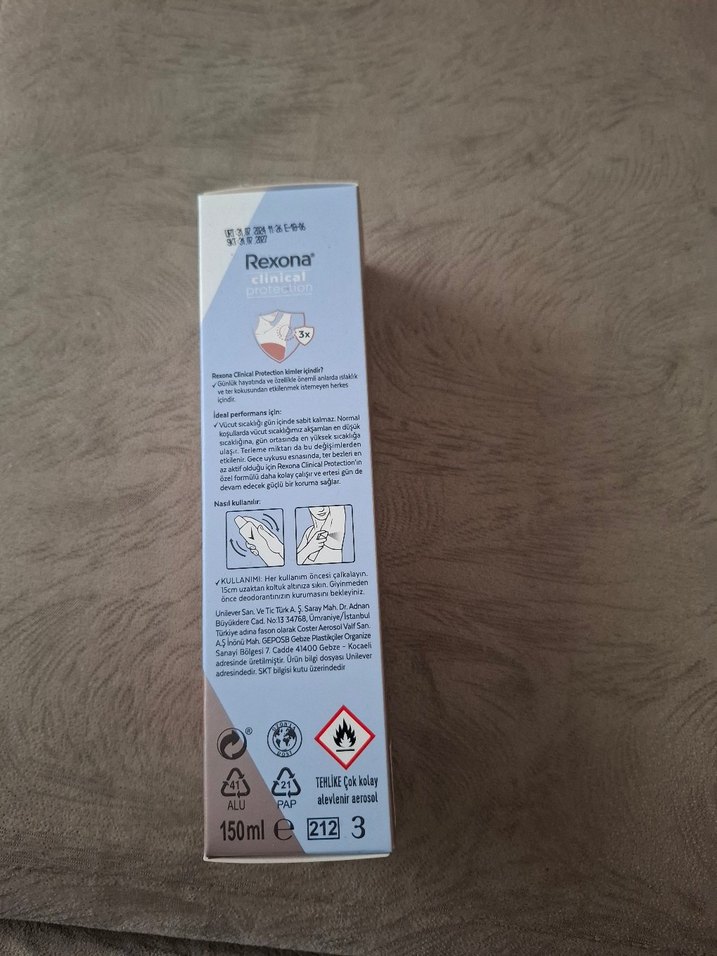 2024 11 26 E-18-06
SKT 2027
Rexona®
clinical
protection
3x
Rexona Clinical Protection kimler içindir?
✓ Günlük hayatında ve özellikle önemli anlarda ıslaklık
ve ter kokusundan etkilenmek istemeyen herkes
içindir.
İdeal performans için:
✓ Vücut sıcaklığı gün içinde sabit kalmaz. Normal
koşullarda vücut sıcaklığımız akşamları en düşük
sıcaklığına, gün ortasında en yüksek sıcaklığa
ulaşır. Terleme miktarı da bu değişimlerden
etkilenir. Gece uykusu esnasında, ter bezleri en
az aktif olduğu için Rexona Clinical Protection'ın
özel formülü daha kolay çalışır ve ertesi gün de
devam edecek güçlü bir koruma sağlar.
Nasıl kullanılır:
✓ KULLANIMI: Her kullanım öncesi çalkalayın.
15cm uzaktan koltuk altınıza sıkın. Giyinmeden
önce deodorantınızın kurumasını bekleyiniz.
Unilever San. Ve Tic Türk A. Ş. Saray Mah. Dr. Adnan
Büyükdere Cad. No:13 34768, Ümraniye/İstanbul
Türkiye adına fason olarak Coster Aerosol Valf San.
A.Ş İnönü Mah. GEPOSB Gebze Plastikçiler Organize
Sanayi Bölgesi 7. Cadde 41400 Gebze - Kocaeli
adresinde üretilmiştir. Ürün bilgi dosyası Unilever
adresindedir. SKT bilgisi kutu üzerindedir
®
OZONLA DOST
41
ALU
21
PAP
TEHLİKE Çok kolay
alevlenir aerosol
150ml e 212 3